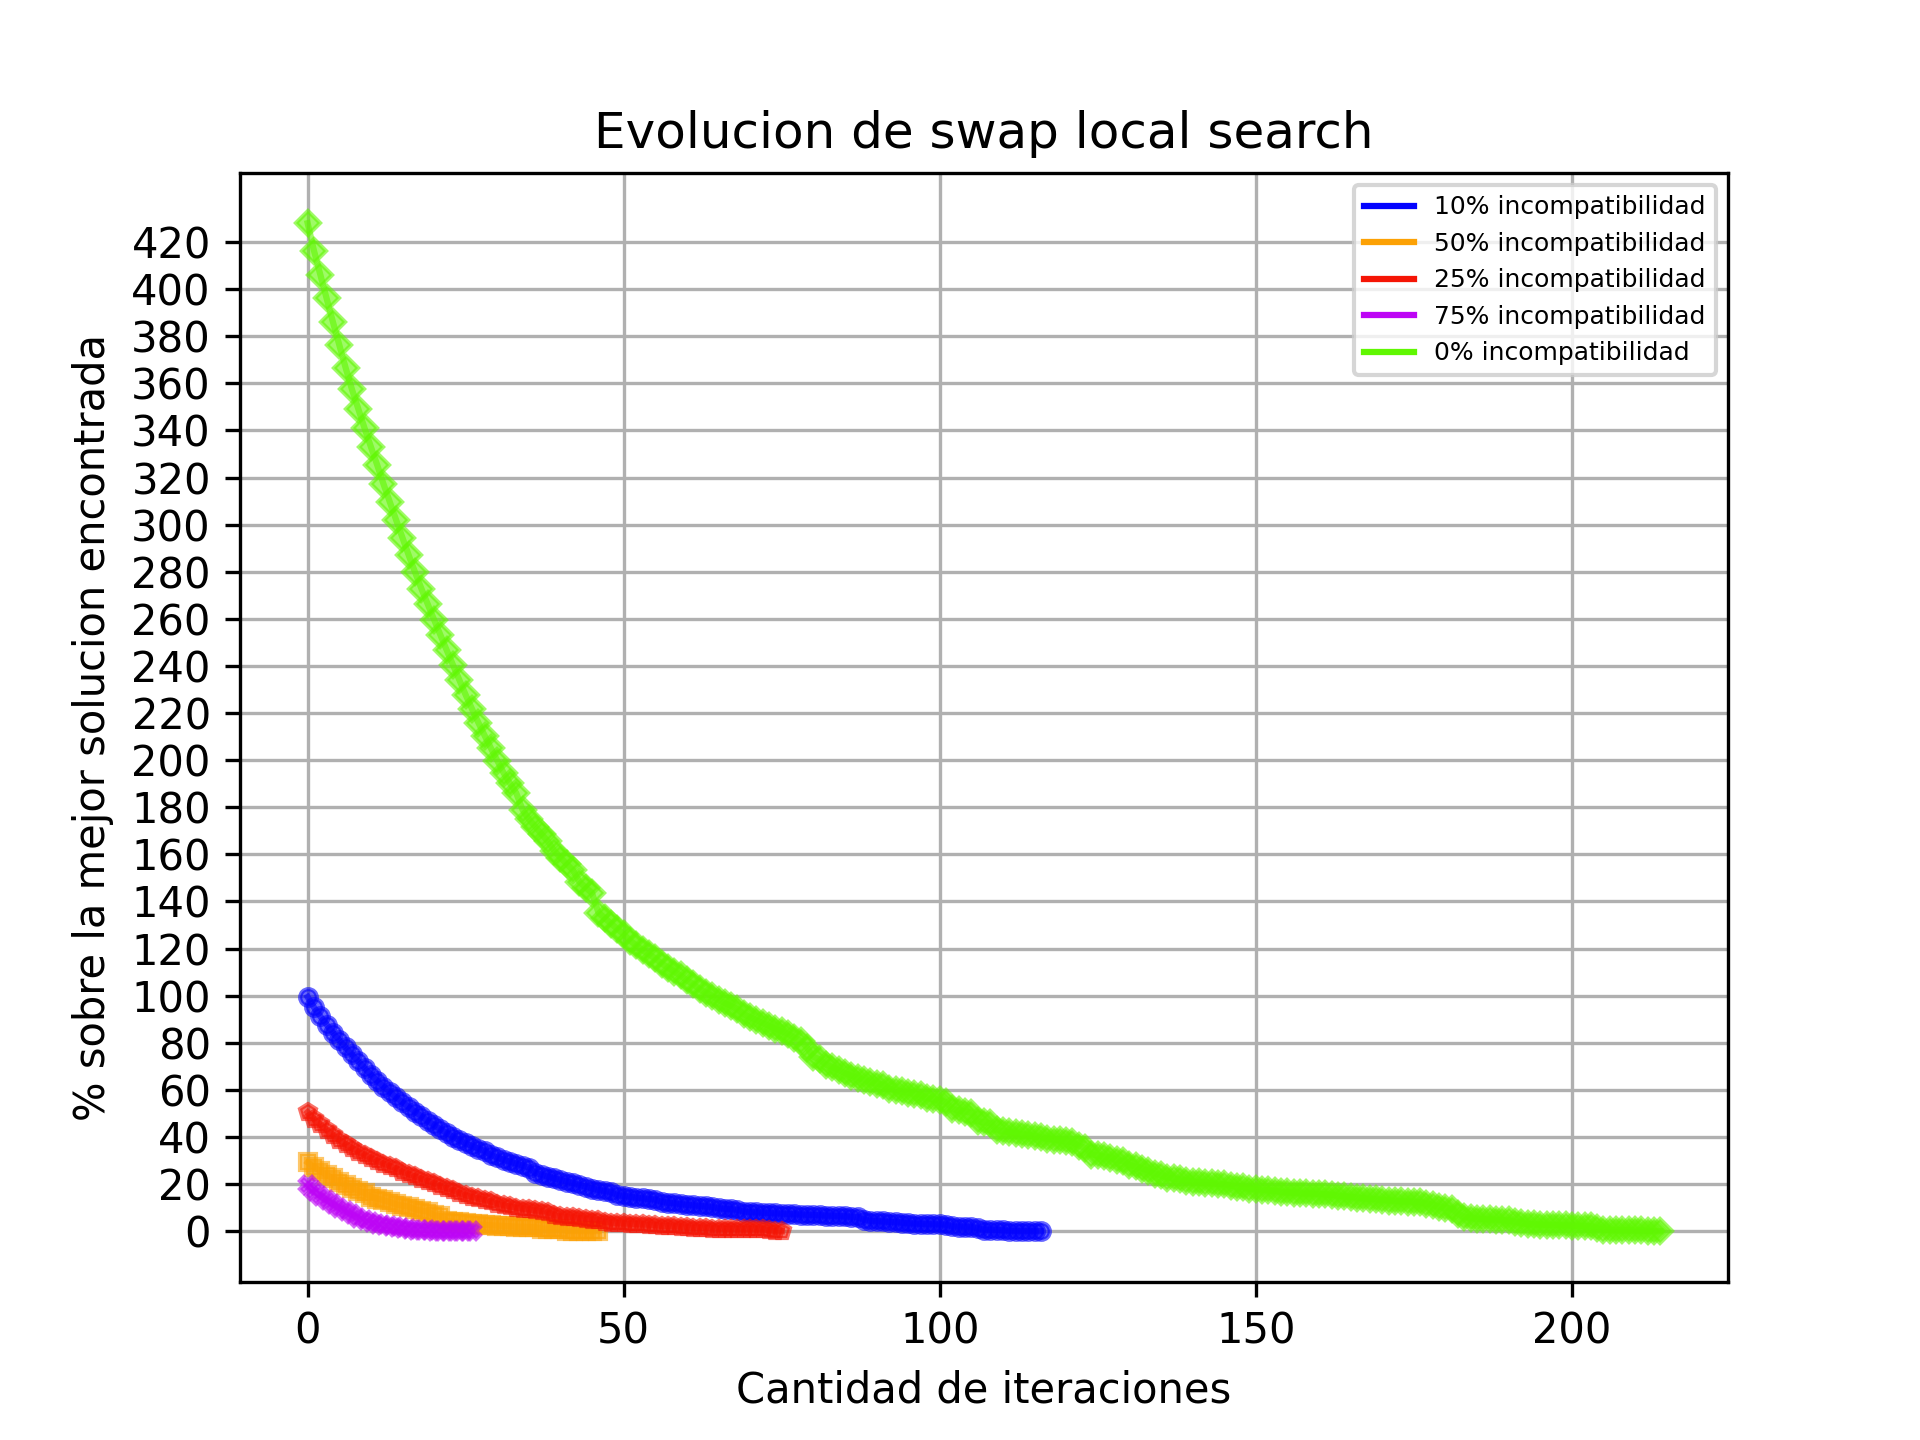 Evolucion de swap local search
% sobre la mejor solucion encontrada
420
400
380
360
340
320
300
280
260
240
220
200
180
160
140
120
100
80
60
40
20
0
10% incompatibilidad
50% incompatibilidad
25% incompatibilidad
75% incompatibilidad
0% incompatibilidad
0 50 100 150 200
Cantidad de iteraciones